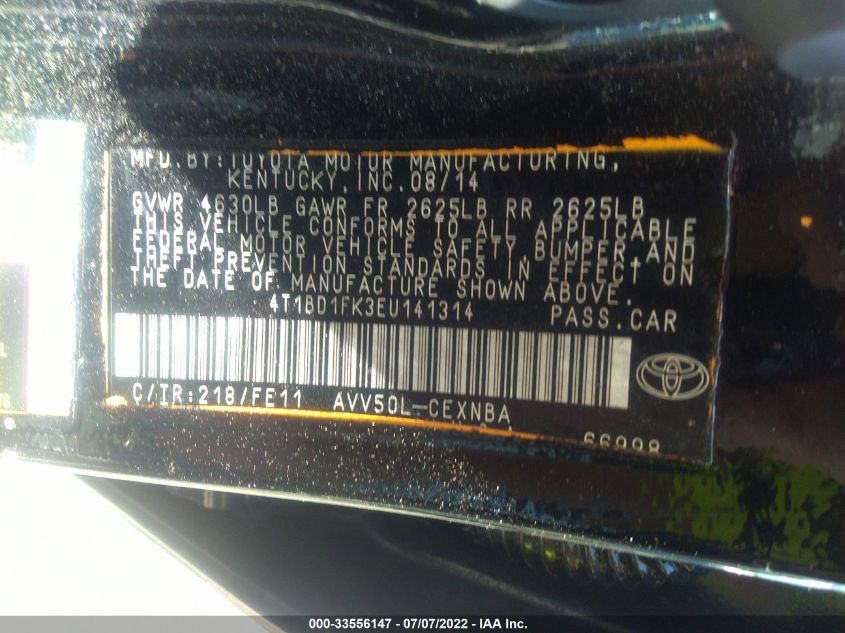 MFD.BY:TOYOTA MOTOR MANUFACTURING,
KENTUCKY,INC.08/14
GVWR 4630LB GAWR FR 2625LB RR 2625LB
THIS VEHICLE CONFORMS TO ALL APPLICABLE
FEDERAL MOTOR VEHICLE SAFETY,BUMPER,AND
THEFT PREVENTION STANDARDS IN EFFECT ON
THE DATE OF MANUFACTURE SHOWN ABOVE.
4T1BD1FK3EU141314 PASS.CAR
C/IR:218/FE11 AVV50L-CEXNBA
000-33556147 - 07/07/2022 - IAA Inc.